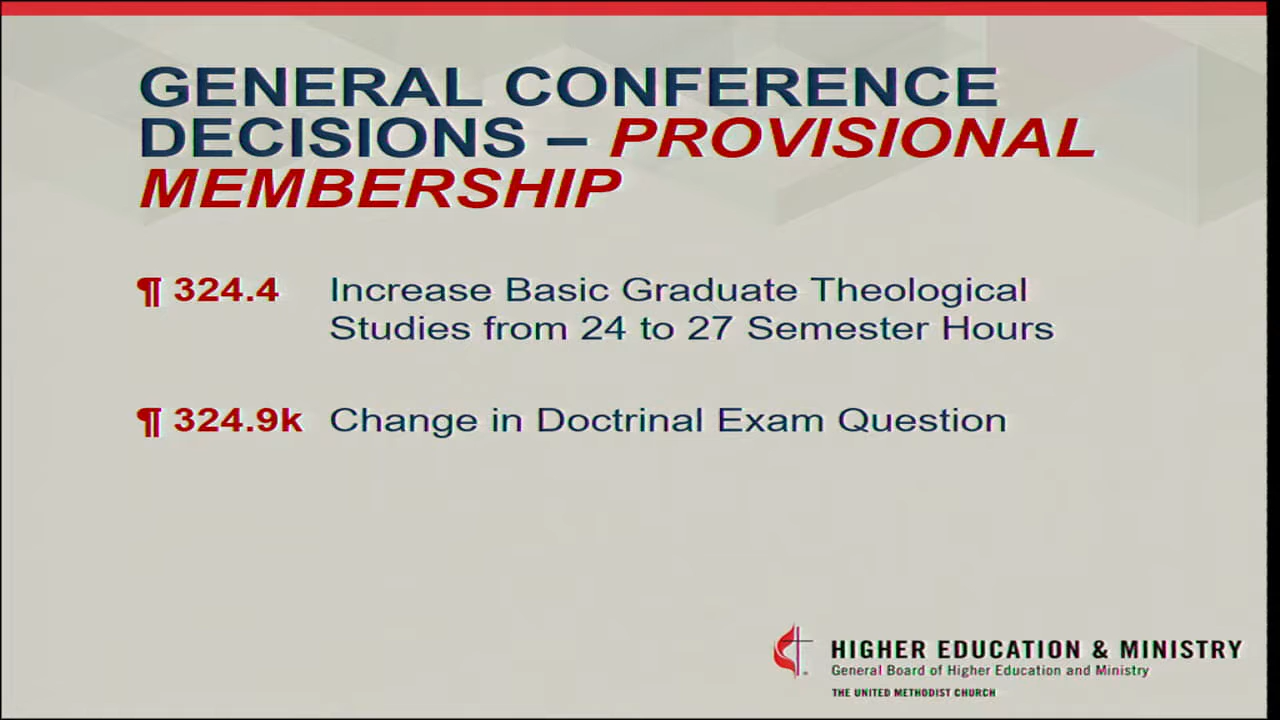 GENERAL CONFERENCE
DECISIONS – PROVISIONAL
MEMBERSHIP
¶ 324.4 Increase Basic Graduate Theological
Studies from 24 to 27 Semester Hours
¶ 324.9k Change in Doctrinal Exam Question
HIGHER EDUCATION & MINISTRY
General Board of Higher Education and Ministry
THE UNITED METHODIST CHURCH